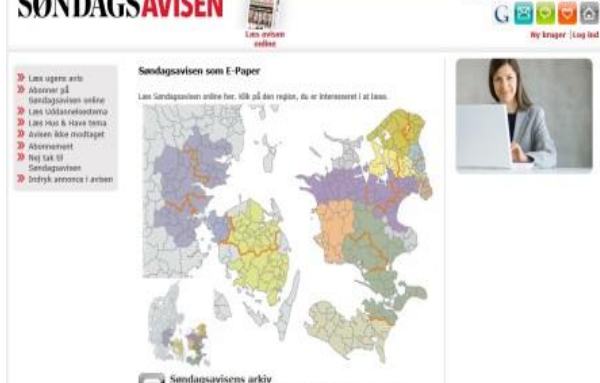 SØNDAGSAVISEN
Læs avisen
online
G
Ny bruger | Log ind
Læs ugens avis
Abonner på
Søndagsavisen online
Læs Uddannelsestema
Læs Hus & Have tema
Avisen ikke modtaget
Abonnement
Nej tak til
Søndagsavisen
Indryk annonce i avisen
Søndagsavisen som E-Paper
Læs Søndagsavisen online her. Klik på den region, du er interesseret i at læse.
Søndagsavisens arkiv